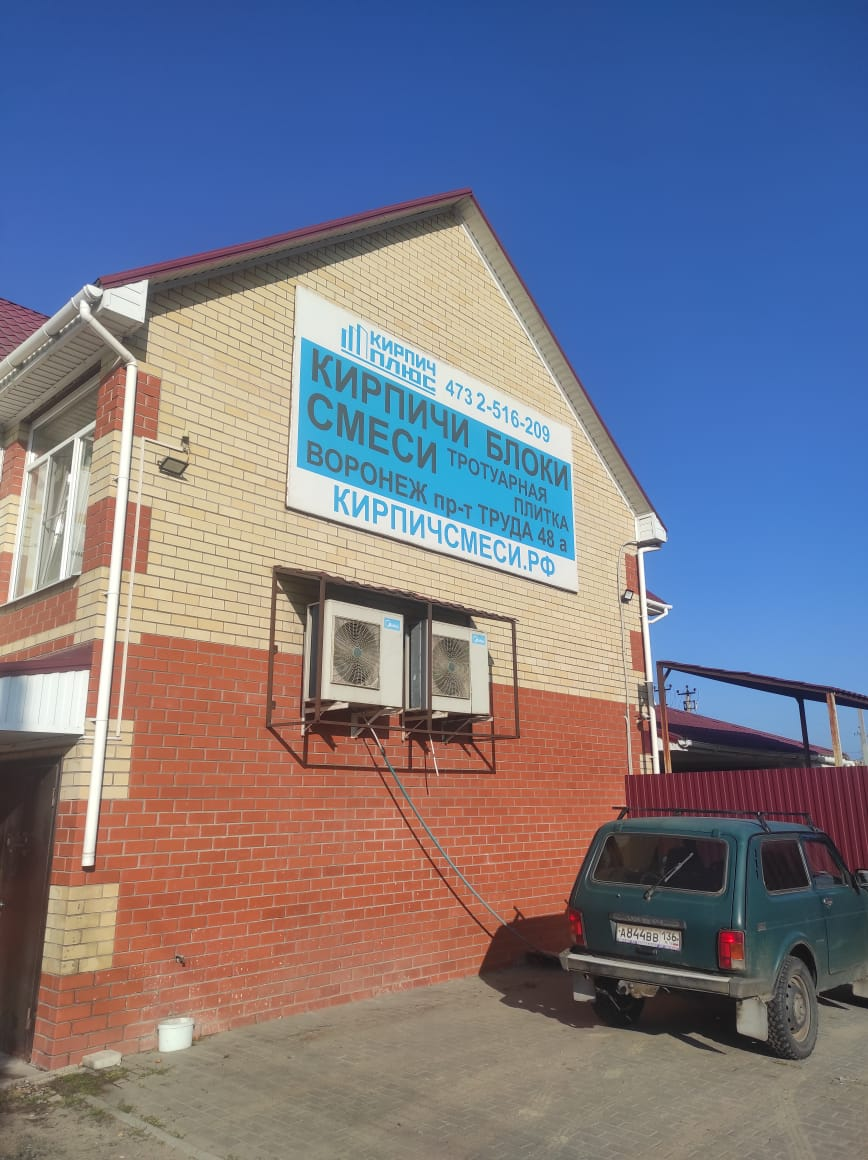 КИРПИЧ
ПЛЮС
473 2-516-209
КИРПИЧИ БЛОКИ
СМЕСИ ТРОТУАРНАЯ
ПЛИТКА
ВОРОНЕЖ пр-т ТРУДА 48 а
КИРПИЧСМЕСИ.РФ
А844ВВ 136